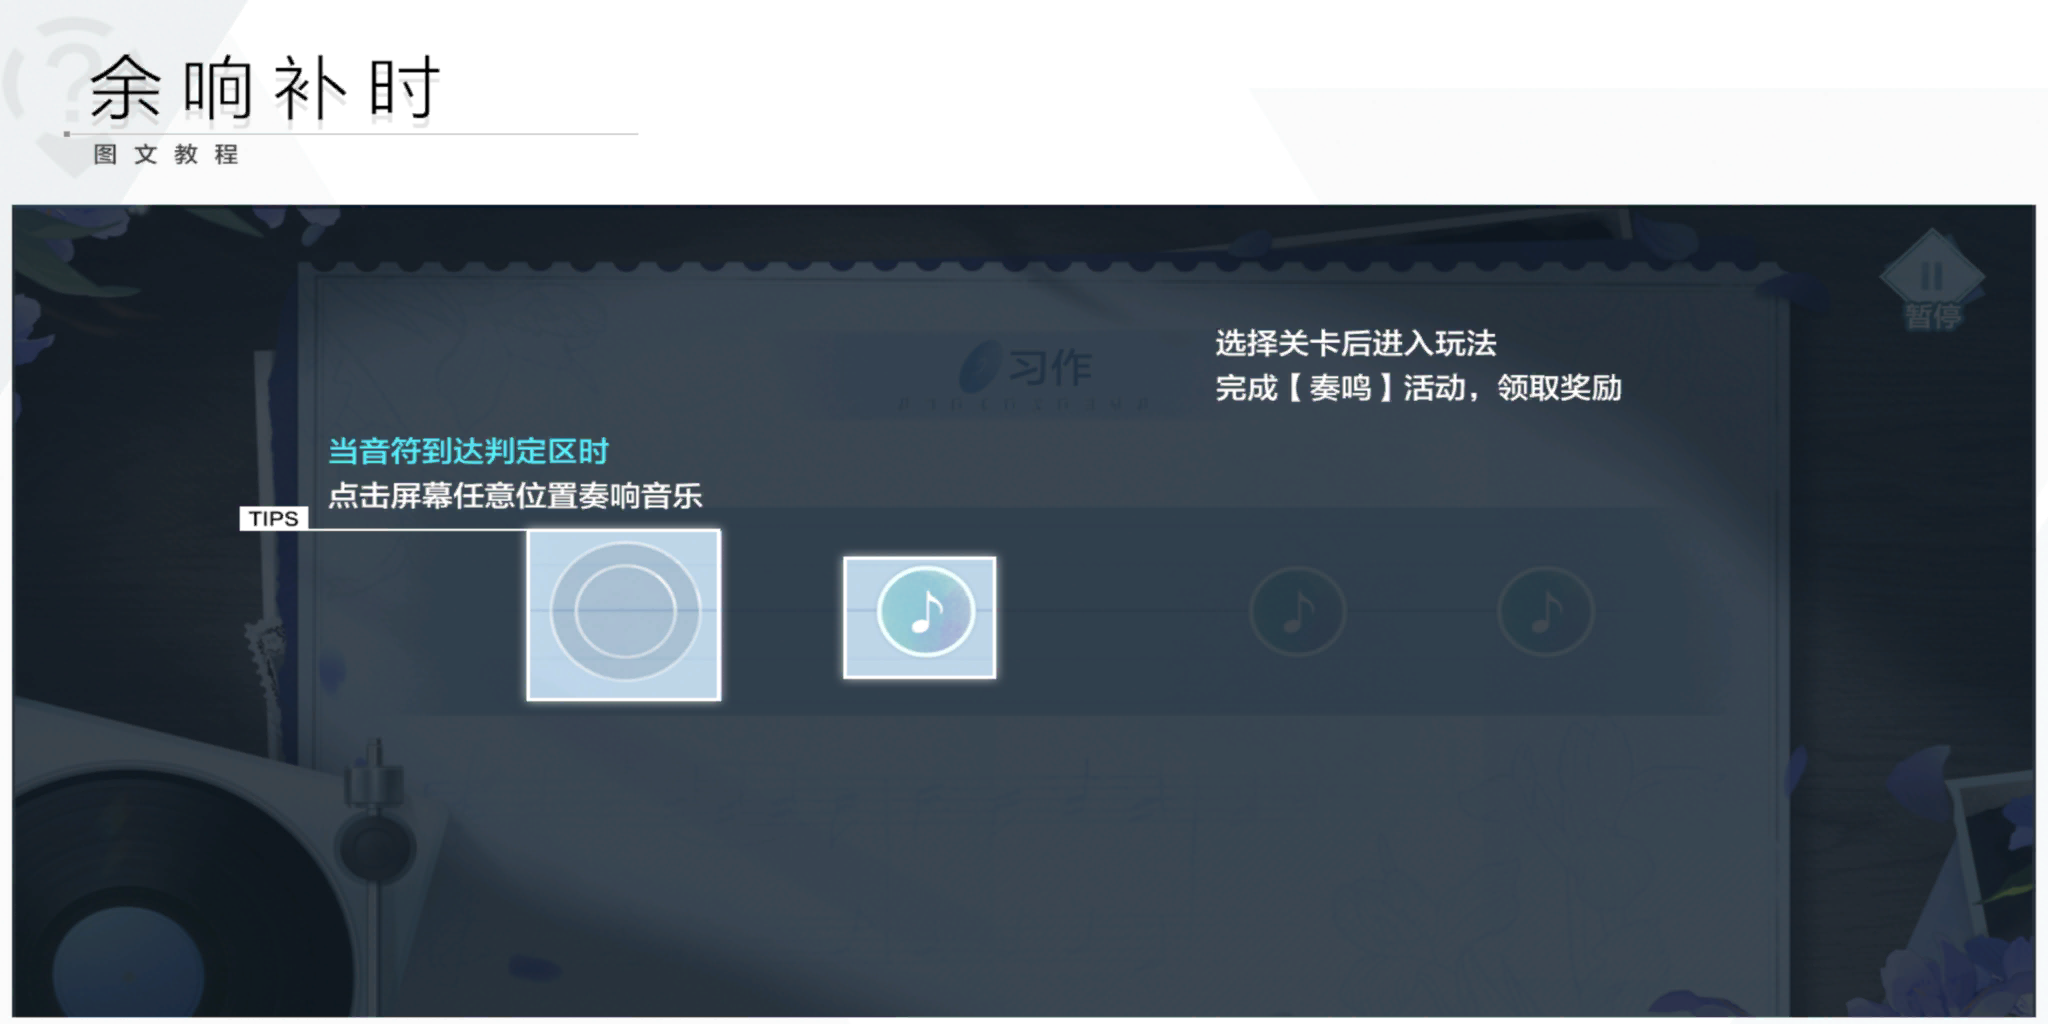 余响补时
图文教程
暂停
习作
选择关卡后进入玩法
完成【奏鸣】活动，领取奖励
当音符到达判定区时
点击屏幕任意位置奏响音乐
TIPS